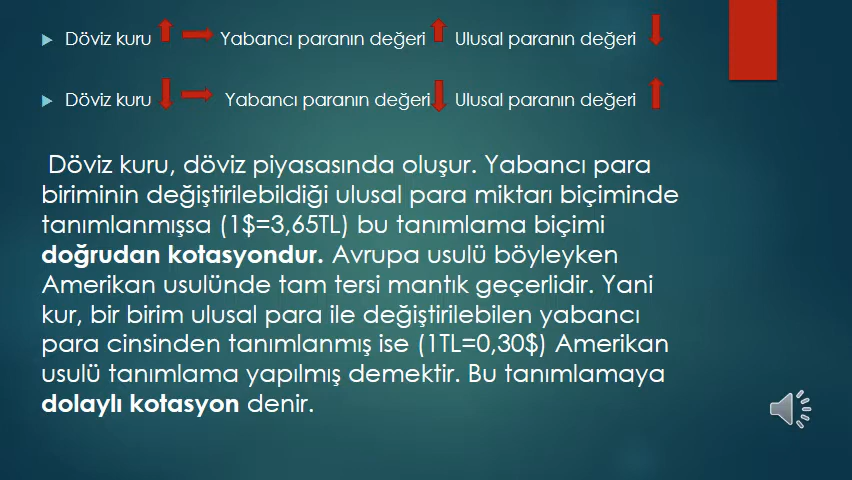 Döviz kuru Yabancı paranın değeri Ulusal paranın değeri
Döviz kuru Yabancı paranın değeri Ulusal paranın değeri
Döviz kuru, döviz piyasasında oluşur. Yabancı para
biriminin değiştirilebildiği ulusal para miktarı biçiminde
tanımlanmışsa (1$=3,65TL) bu tanımlama biçimi
doğrudan kotasyondur. Avrupa usulü böyleyken
Amerikan usulünde tam tersi mantık geçerlidir. Yani
kur, bir birim ulusal para ile değiştirilebilen yabancı
para cinsinden tanımlanmış ise (1TL=0,30$) Amerikan
usulü tanımlama yapılmış demektir. Bu tanımlamaya
dolaylı kotasyon denir.